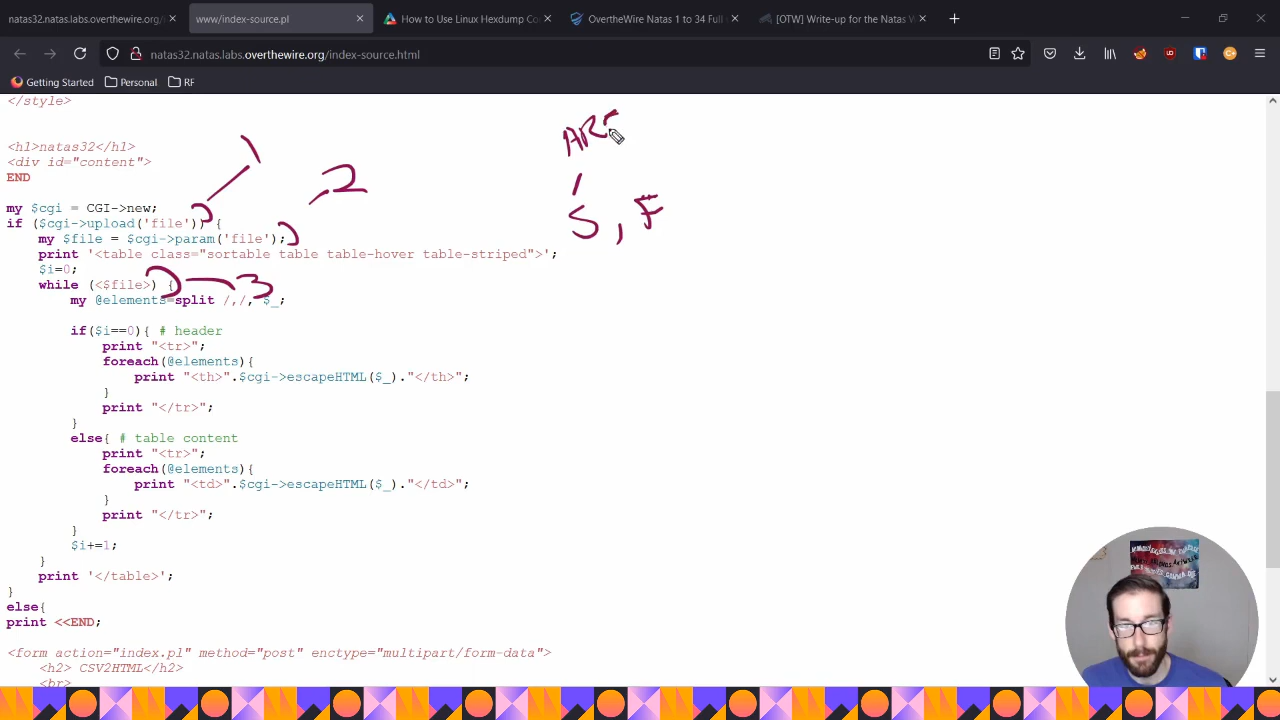 natas32.natas.labs.overthewire.org/
www/index-source.pl
How to Use Linux Hexdump Co
OvertheWire Natas 1 to 34 Full
[OTW] Write-up for the Natas W
natas32.natas.labs.overthewire.org/index-source.html
Getting Started
Personal
RF
</style>
<h1>natas32</h1>
<div id="content">
END
my $cgi = CGI->new;
if ($cgi->upload('file')) {
my $file = $cgi->param('file');
print '<table class="sortable table table-hover table-striped">';
$i=0;
while (<$file>) {
my @elements=split /,/, $_;
if($i==0){ # header
print "<tr>";
foreach(@elements){
print "<th>".$cgi->escapeHTML($_)."</th>";
}
print "</tr>";
}
else{ # table content
print "<tr>";
foreach(@elements){
print "<td>".$cgi->escapeHTML($_)."</td>";
}
print "</tr>";
}
$i+=1;
}
print '</table>';
}
else{
print <<END;
<form action="index.pl" method="post" enctype="multipart/form-data">
<h2> CSV2HTML</h2>
<br>
1
2
3
AR
S, F